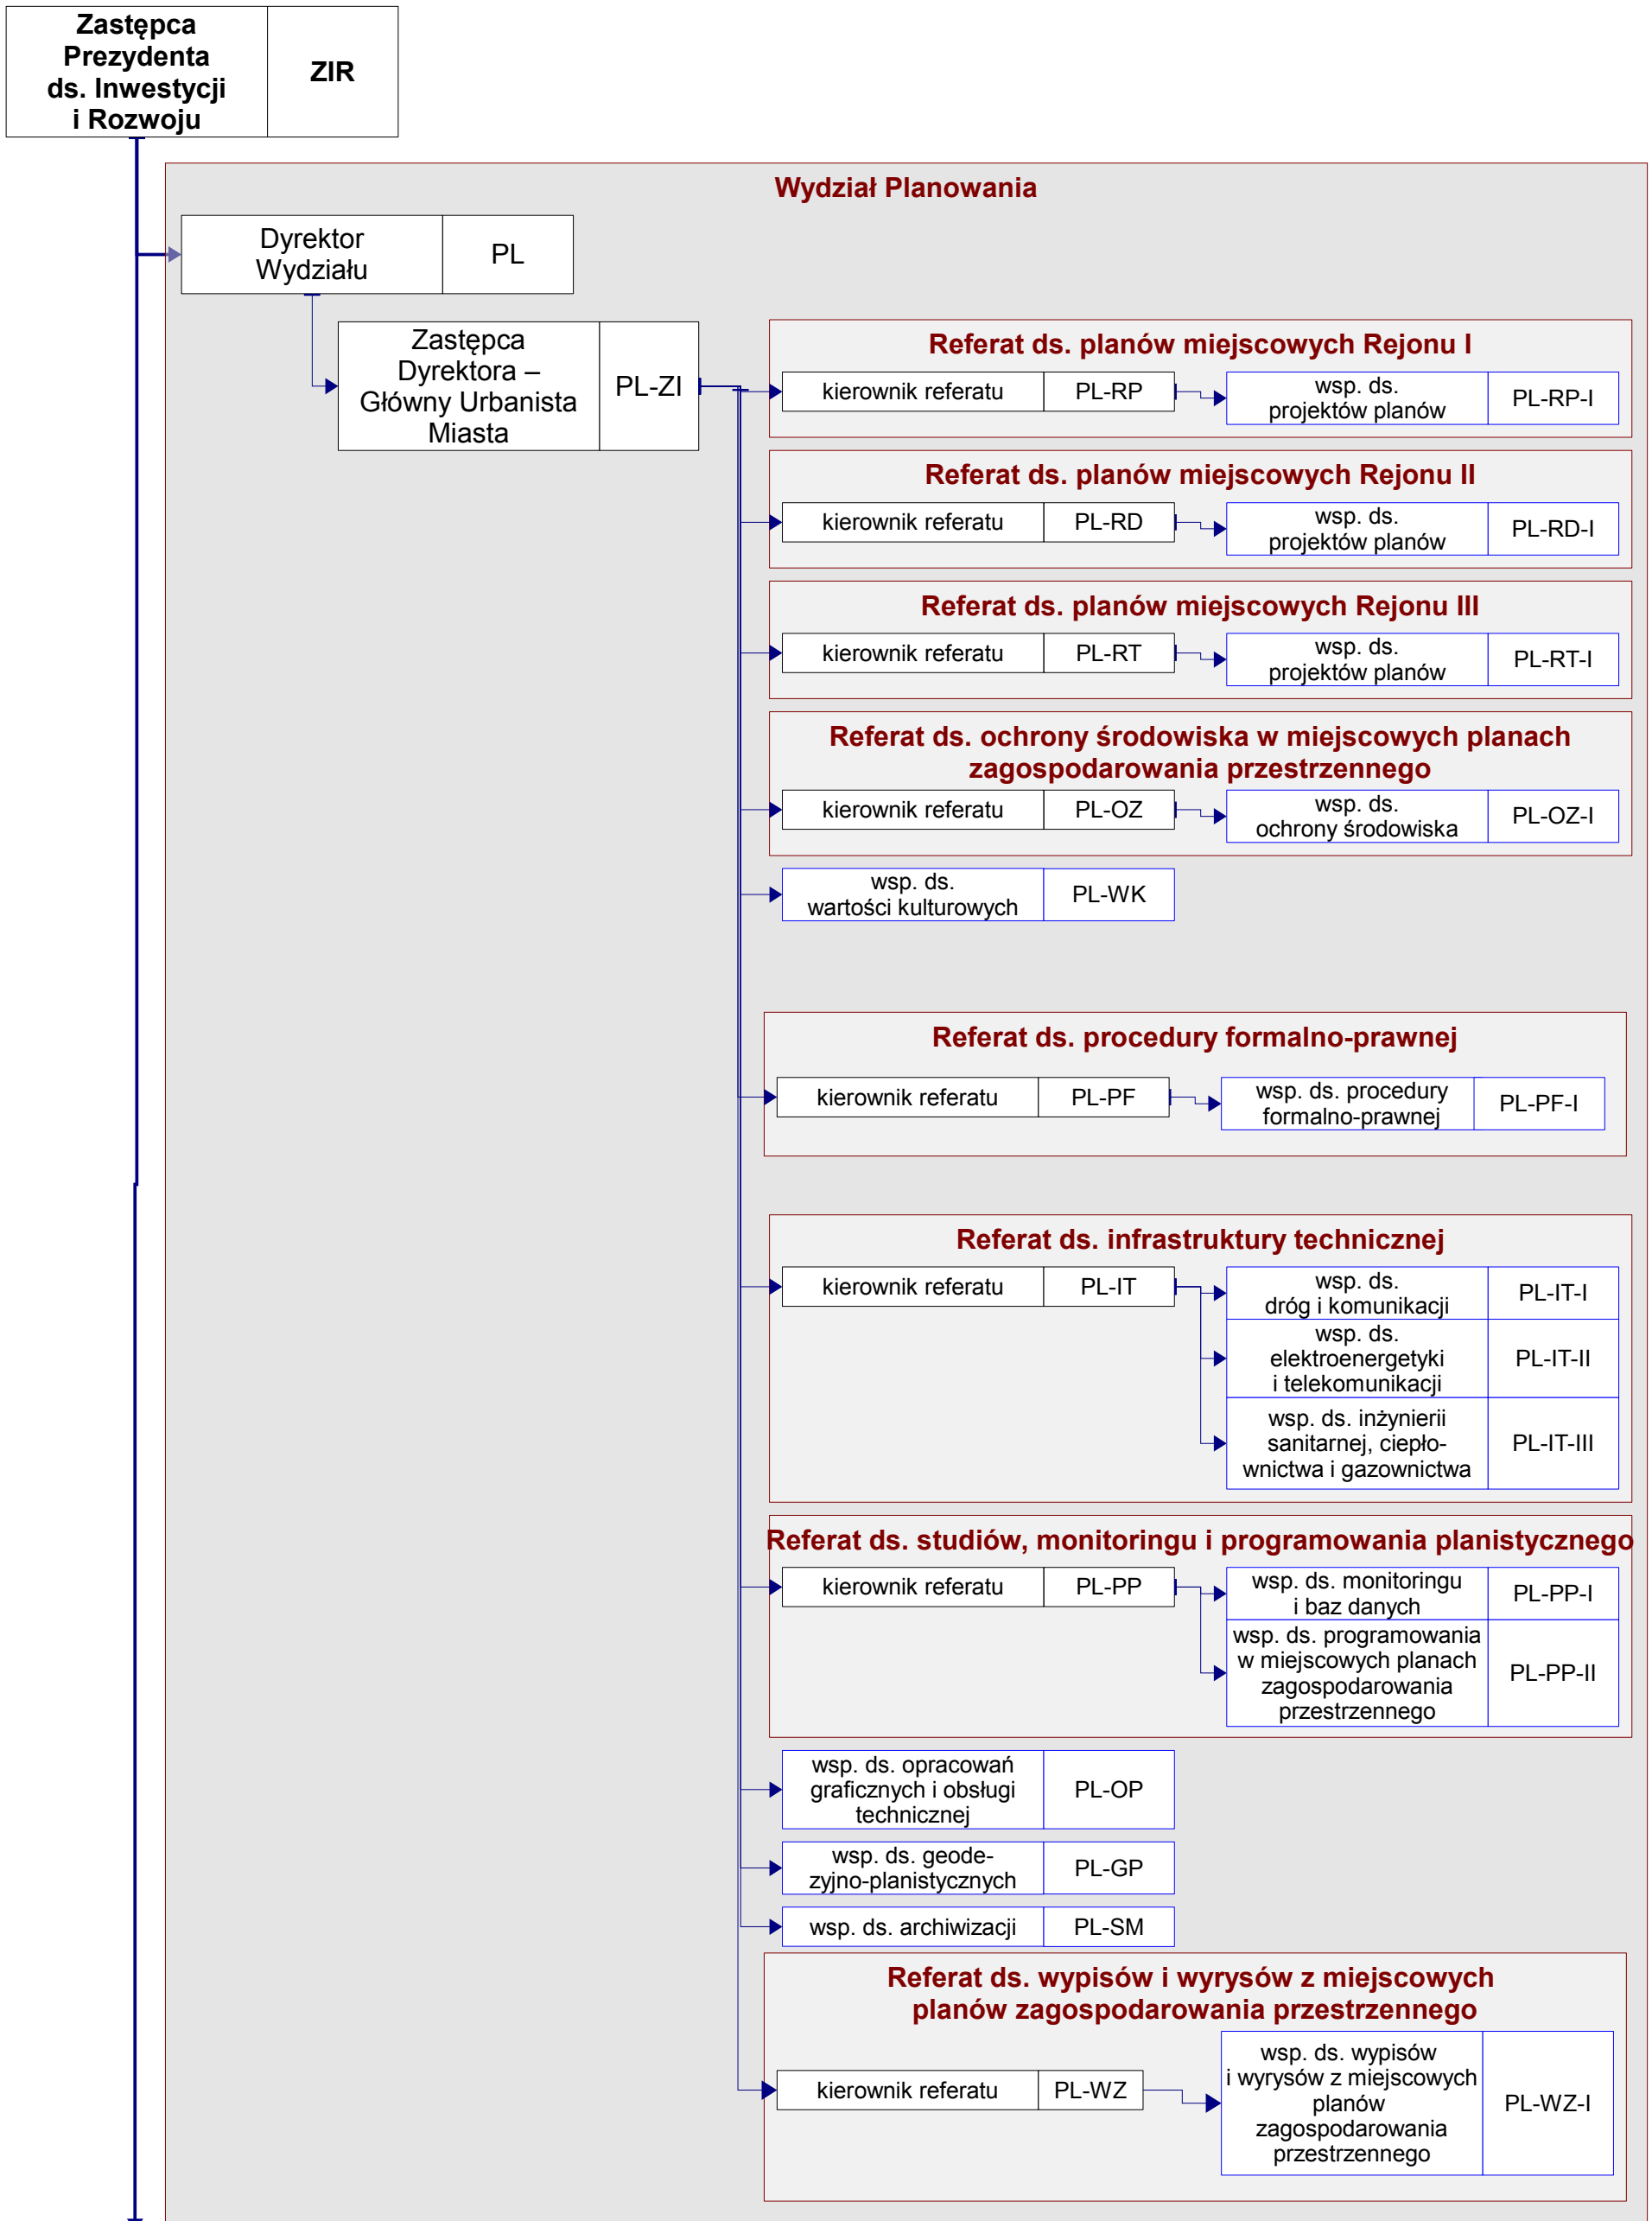 Zastępca
Prezydenta
ds. Inwestycji
i Rozwoju
ZIR
Wydział Planowania
Dyrektor
Wydziału
PL
Zastępca
Dyrektora –
Główny Urbanista
Miasta
PL-ZI
Referat ds. planów miejscowych Rejonu I
kierownik referatu
PL-RP
wsp. ds.
projektów planów
PL-RP-I
Referat ds. planów miejscowych Rejonu II
kierownik referatu
PL-RD
wsp. ds.
projektów planów
PL-RD-I
Referat ds. planów miejscowych Rejonu III
kierownik referatu
PL-RT
wsp. ds.
projektów planów
PL-RT-I
Referat ds. ochrony środowiska w miejscowych planach
zagospodarowania przestrzennego
kierownik referatu
PL-OZ
wsp. ds.
ochrony środowiska
PL-OZ-I
wsp. ds.
wartości kulturowych
PL-WK
Referat ds. procedury formalno-prawnej
kierownik referatu
PL-PF
wsp. ds. procedury
formalno-prawnej
PL-PF-I
Referat ds. infrastruktury technicznej
kierownik referatu
PL-IT
wsp. ds.
dróg i komunikacji
PL-IT-I
wsp. ds.
elektroenergetyki
i telekomunikacji
PL-IT-II
wsp. ds. inżynierii
sanitarnej, ciepło-
wnictwa i gazownictwa
PL-IT-III
Referat ds. studiów, monitoringu i programowania planistycznego
kierownik referatu
PL-PP
wsp. ds. monitoringu
i baz danych
PL-PP-I
wsp. ds. programowania
w miejscowych planach
zagospodarowania
przestrzennego
PL-PP-II
wsp. ds. opracowań
graficznych i obsługi
technicznej
PL-OP
wsp. ds. geode-
zyjno-planistycznych
PL-GP
wsp. ds. archiwizacji
PL-SM
Referat ds. wypisów i wyrysów z miejscowych
planów zagospodarowania przestrzennego
kierownik referatu
PL-WZ
wsp. ds. wypisów
i wyrysów z miejscowych
planów
zagospodarowania
przestrzennego
PL-WZ-I